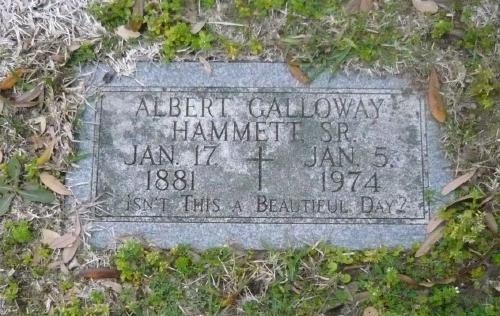 ALBERT GALLOWAY
HAMMETT SR.
JAN. 17 JAN. 5.
1881 1974
ISN'T THIS A BEAUTIFUL DAY?